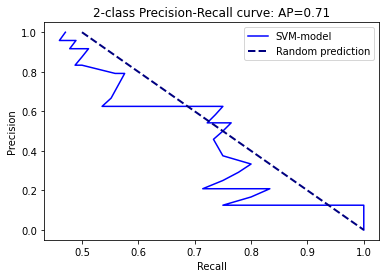 2-class Precision-Recall curve: AP=0.71
SVM-model
Random prediction
Precision
1.0
0.8
0.6
0.4
0.2
0.0
0.5
0.6
0.7
0.8
0.9
1.0
Recall